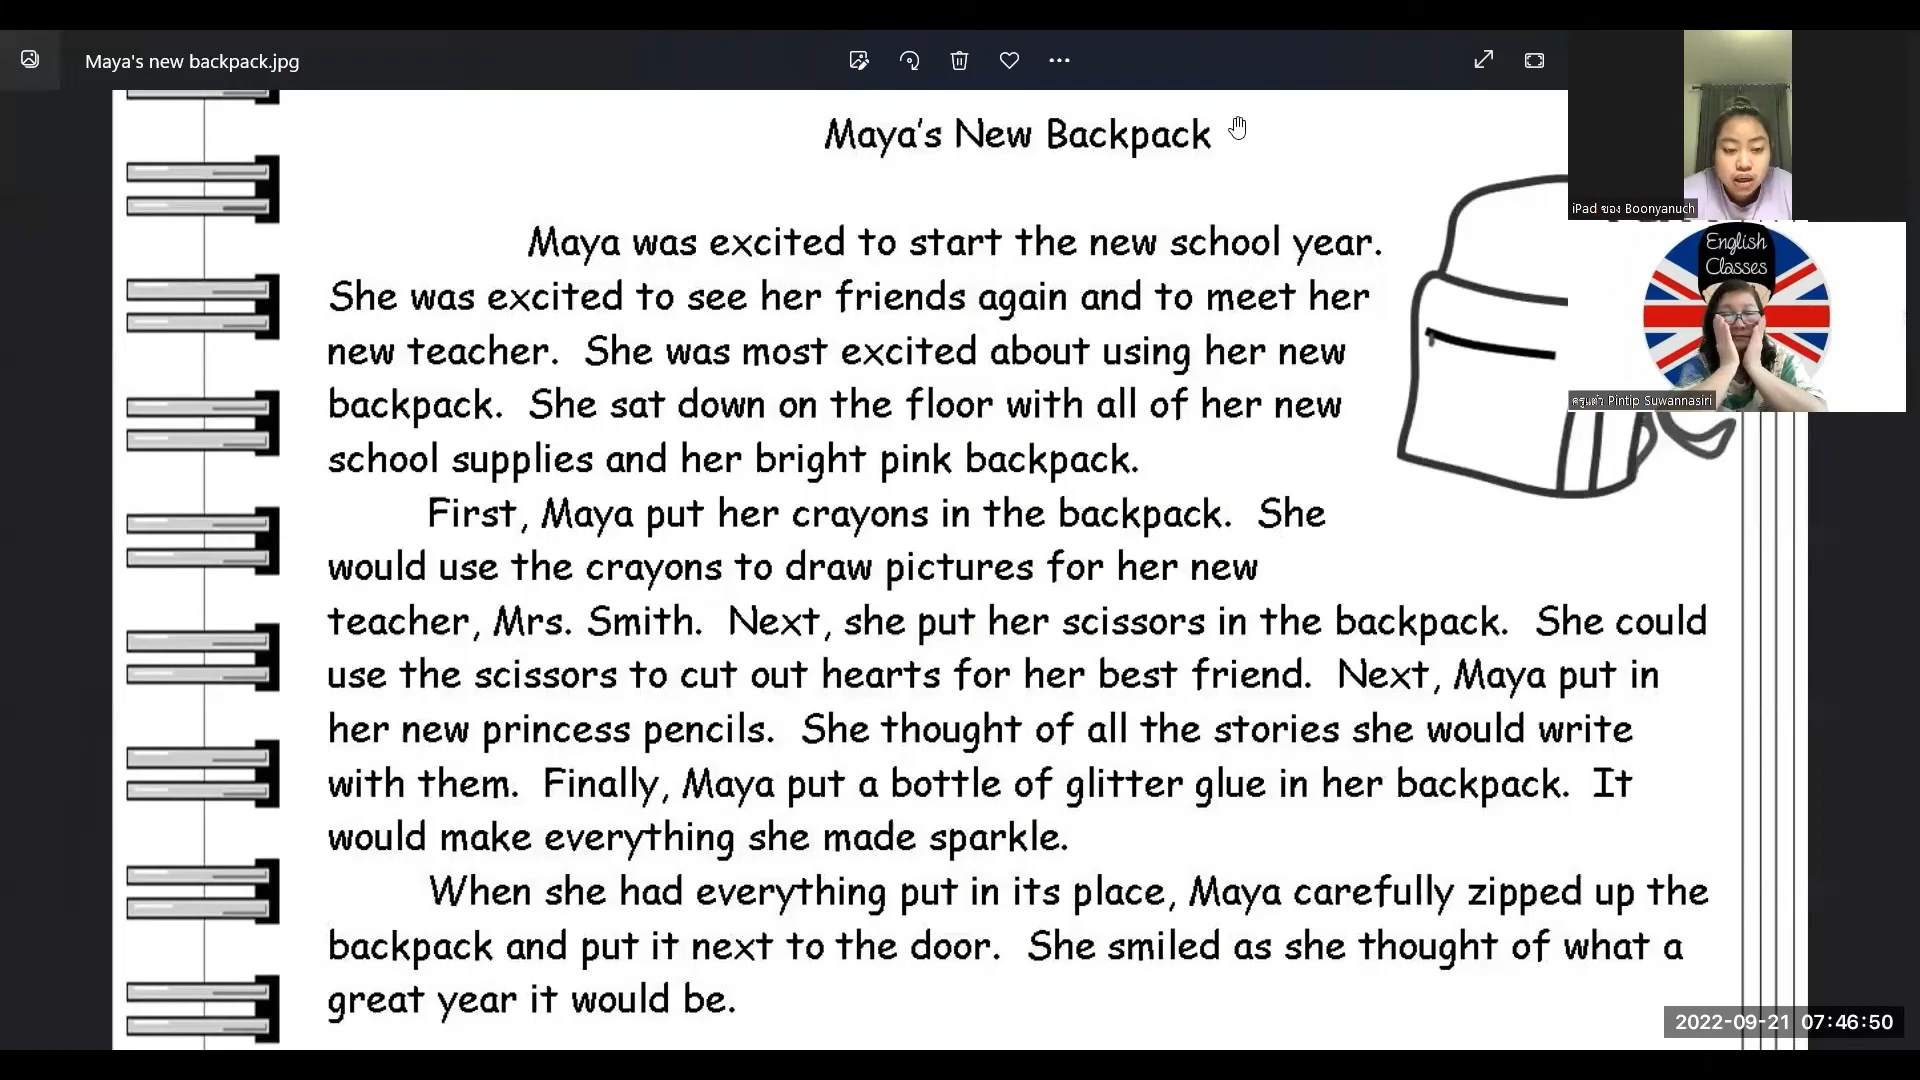 Maya's new backpack.jpg
Maya's New Backpack
Maya was excited to start the new school year.
She was excited to see her friends again and to meet her
new teacher. She was most excited about using her new
backpack. She sat down on the floor with all of her new
school supplies and her bright pink backpack.
First, Maya put her crayons in the backpack. She
would use the crayons to draw pictures for her new
teacher, Mrs. Smith. Next, she put her scissors in the backpack. She could
use the scissors to cut out hearts for her best friend. Next, Maya put in
her new princess pencils. She thought of all the stories she would write
with them. Finally, Maya put a bottle of glitter glue in her backpack. It
would make everything she made sparkle.
When she had everything put in its place, Maya carefully zipped up the
backpack and put it next to the door. She smiled as she thought of what a
great year it would be.
iPad ของ Boonyanuch
English
Classes
Pintip Suwannasiri
2022-09-21 07:46:50